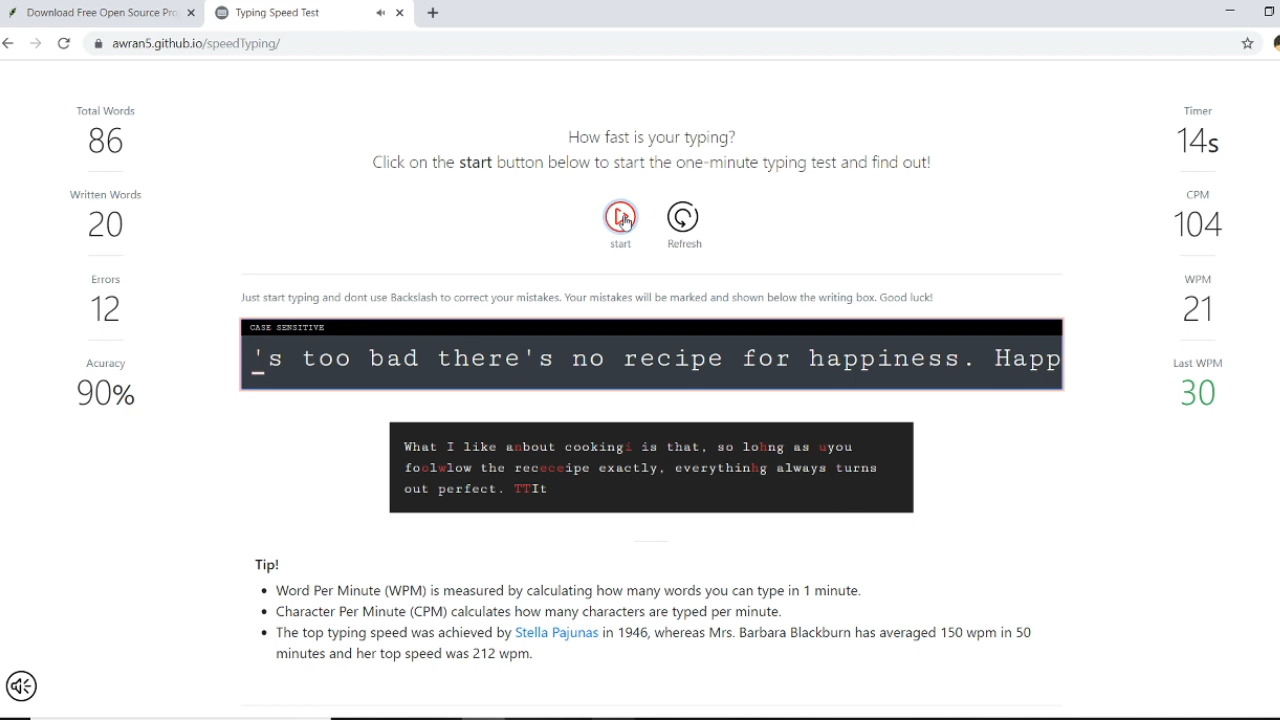 Download Free Open Source Pro
Typing Speed Test
awran5.github.io/speedTyping/
Total Words
86
Written Words
20
Errors
12
Acuracy
90%
How fast is your typing?
Click on the start button below to start the one-minute typing test and find out!
start
Refresh
Timer
14s
CPM
104
WPM
21
Last WPM
30
Just start typing and dont use Backslash to correct your mistakes. Your mistakes will be marked and shown below the writing box. Good luck!
CASE SENSITIVE
's too bad there's no recipe for happiness. Happ
What I like anbout cookingi is that, so lohng as uyou
foolwlow the receceipe exactly, everythinhg always turns
out perfect. TTIt
Tip!
Word Per Minute (WPM) is measured by calculating how many words you can type in 1 minute.
Character Per Minute (CPM) calculates how many characters are typed per minute.
The top typing speed was achieved by Stella Pajunas in 1946, whereas Mrs. Barbara Blackburn has averaged 150 wpm in 50
minutes and her top speed was 212 wpm.